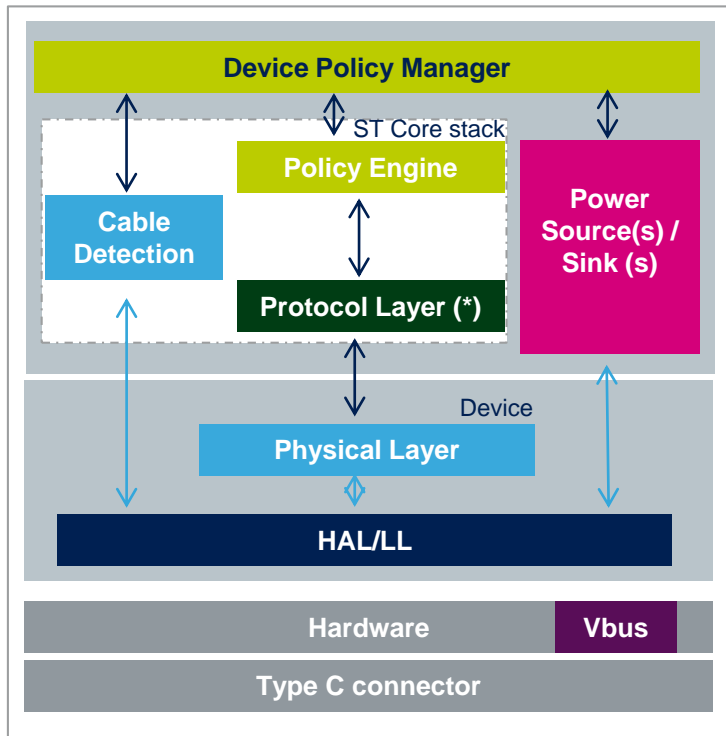 Device Policy Manager
ST Core stack
Policy Engine
Cable
Detection
Power
Source(s) /
Sink (s)
Protocol Layer (*)
Device
Physical Layer
HAL/LL
Hardware
Vbus
Type C connector